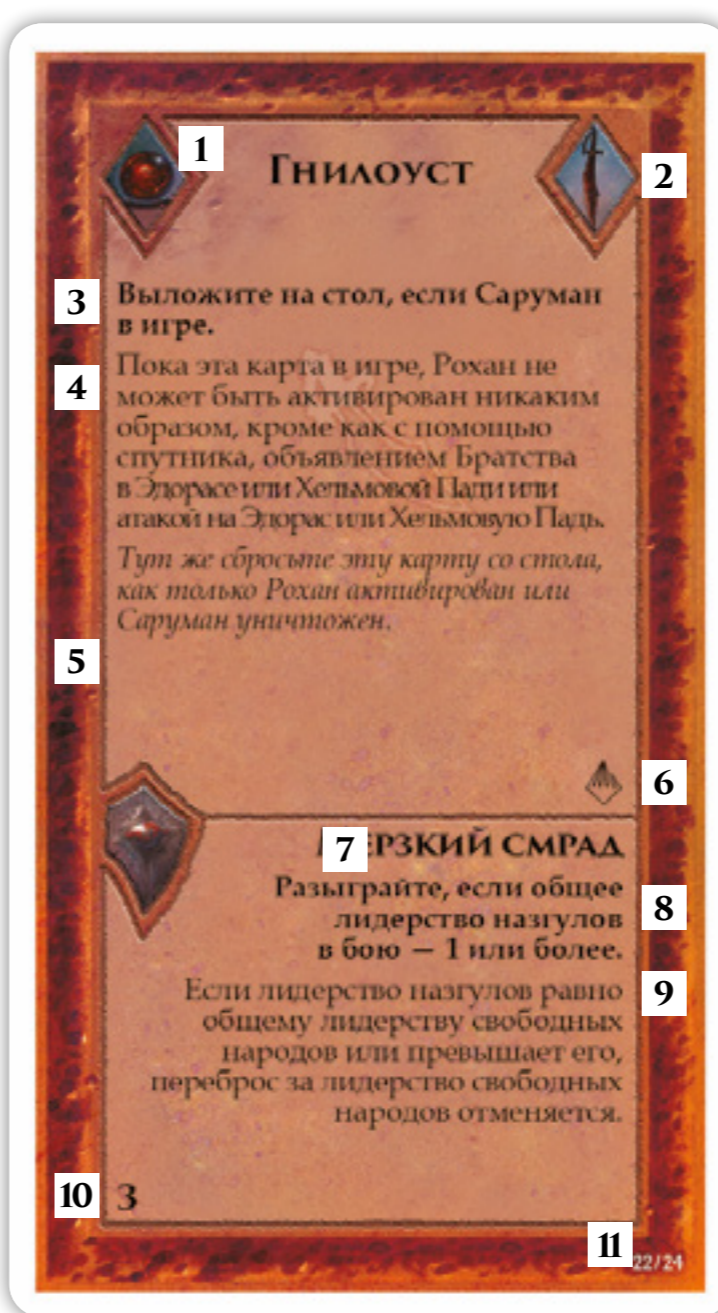 1
Гнилоуст
2
3
Выложите на стол, если Саруман
в игре.
4
Пока эта карта в игре, Рохан не
может быть активирован никаким
образом, кроме как с помощью
спутника, объявлением Братства
в Эдорасе или Хельмовой Пади или
атакой на Эдорас или Хельмовую Падь.
Тут же сбросьте эту карту со стола,
как только Рохан активирован или
Саруман уничтожен.
5
6
7
ЕРЗКИЙ СМРАД
Разыграйте, если общее
лидерство назгулов
в бою — 1 или более.
8
9
Если лидерство назгулов равно
общему лидерству свободных
народов или превышает его,
переброс за лидерство свободных
народов отменяется.
10
3
11
22/24